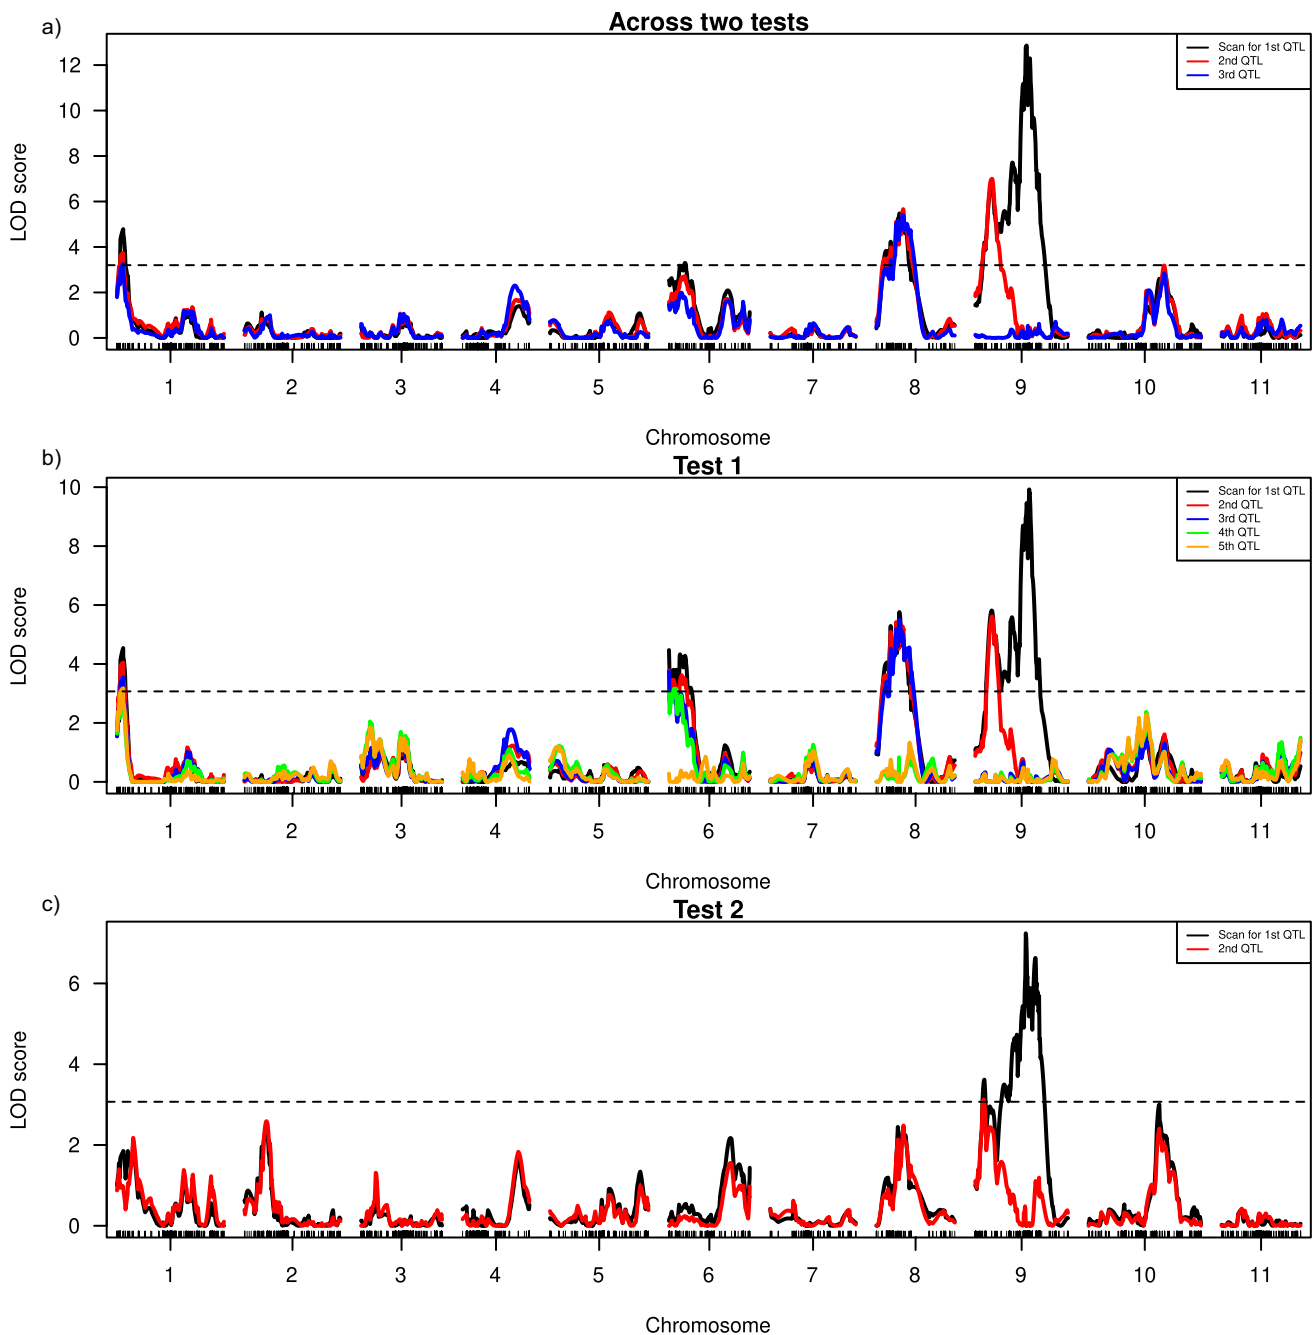 a)
Across two tests
LOD score
12
10
8
6
4
2
0
Scan for 1st QTL
2nd QTL
3rd QTL
1 2 3 4 5 6 7 8 9 10 11
Chromosome
b)
Test 1
LOD score
10
8
6
4
2
0
Scan for 1st QTL
2nd QTL
3rd QTL
4th QTL
5th QTL
1 2 3 4 5 6 7 8 9 10 11
Chromosome
c)
Test 2
LOD score
6
4
2
0
Scan for 1st QTL
2nd QTL
1 2 3 4 5 6 7 8 9 10 11
Chromosome